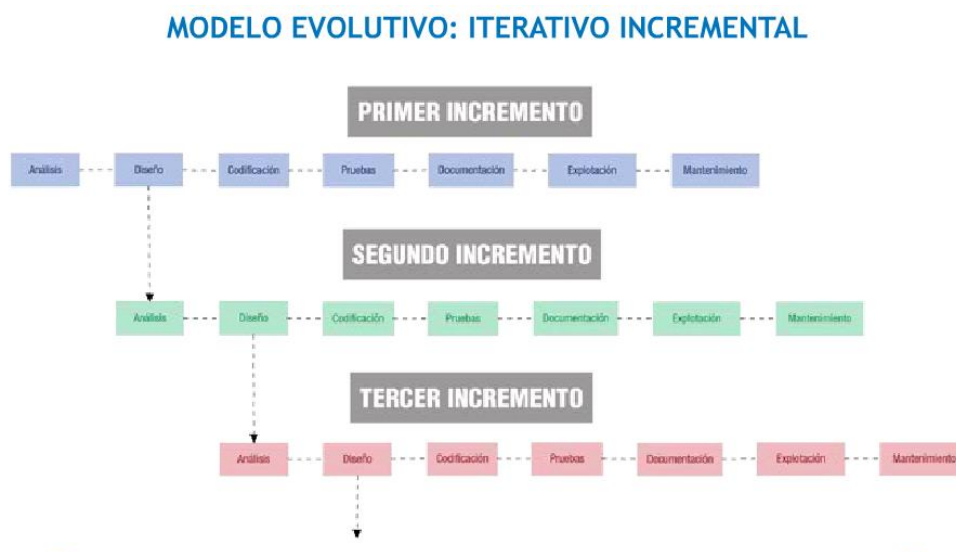 MODELO EVOLUTIVO: ITERATIVO INCREMENTAL
PRIMER INCREMENTO
Análisis Diseño Codificación Pruebas Documentación Explotación Mantenimiento
SEGUNDO INCREMENTO
Análisis Diseño Codificación Pruebas Documentación Explotación Mantenimiento
TERCER INCREMENTO
Análisis Diseño Codificación Pruebas Documentación Explotación Mantenimiento